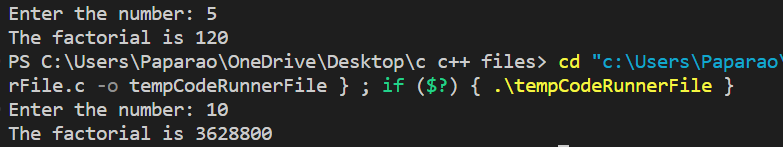 Enter the number: 5
The factorial is 120
PS C:\Users\Paparao\OneDrive\Desktop\c c++ files> cd "c:\Users\Paparao\
rFile.c -o tempCodeRunnerFile } ; if ($?) { .\tempCodeRunnerFile }
Enter the number: 10
The factorial is 3628800